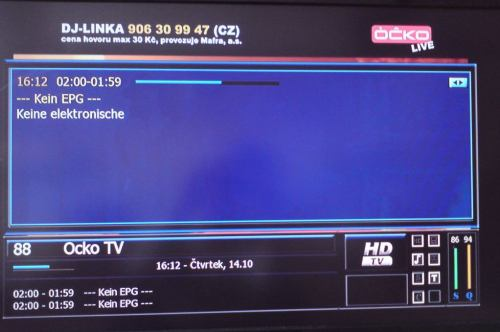 DJ-LINKA 906 30 99 47 (CZ)
cena hovoru max 30 Kč, provozuje Mafra, a.s.
ÓČKO
LIVE
16:12 02:00-01:59
--- Kein EPG ---
Keine elektronische
88 Ocko TV
16:12 - Čtvrtek, 14.10
02:00 - 01:59 --- Kein EPG ---
02:00 - 01:59 --- Kein EPG ---
HD
TV
T
86 94
S Q